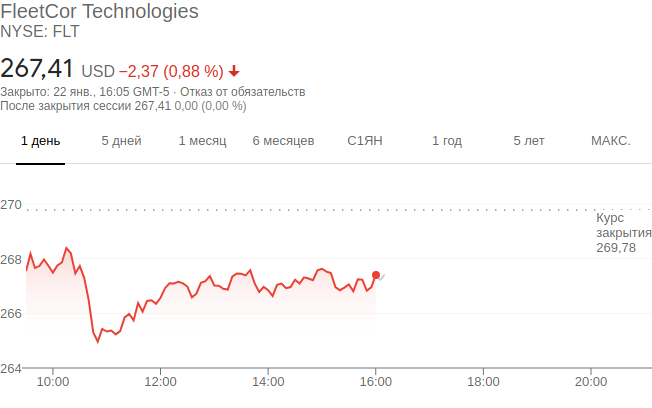 FleetCor Technologies
NYSE: FLT
267,41 USD −2,37 (0,88 %)
Закрыто: 22 янв., 16:05 GMT-5 · Отказ от обязательств
После закрытия сессии 267,41 0,00 (0,00 %)
1 день 5 дней 1 месяц 6 месяцев С1ЯН 1 год 5 лет МАКС.
270
Курс
закрытия
269,78
268
266
264
10:00 12:00 14:00 16:00 18:00 20:00